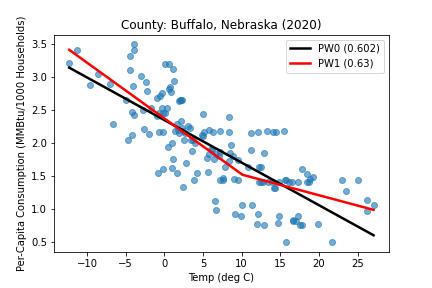 County: Buffalo, Nebraska (2020)
Per-Capita Consumption (MMBtu/1000 Households)
3.5
3.0
2.5
2.0
1.5
1.0
0.5
PW0 (0.602)
PW1 (0.63)
−10 −5 0 5 10 15 20 25
Temp (deg C)